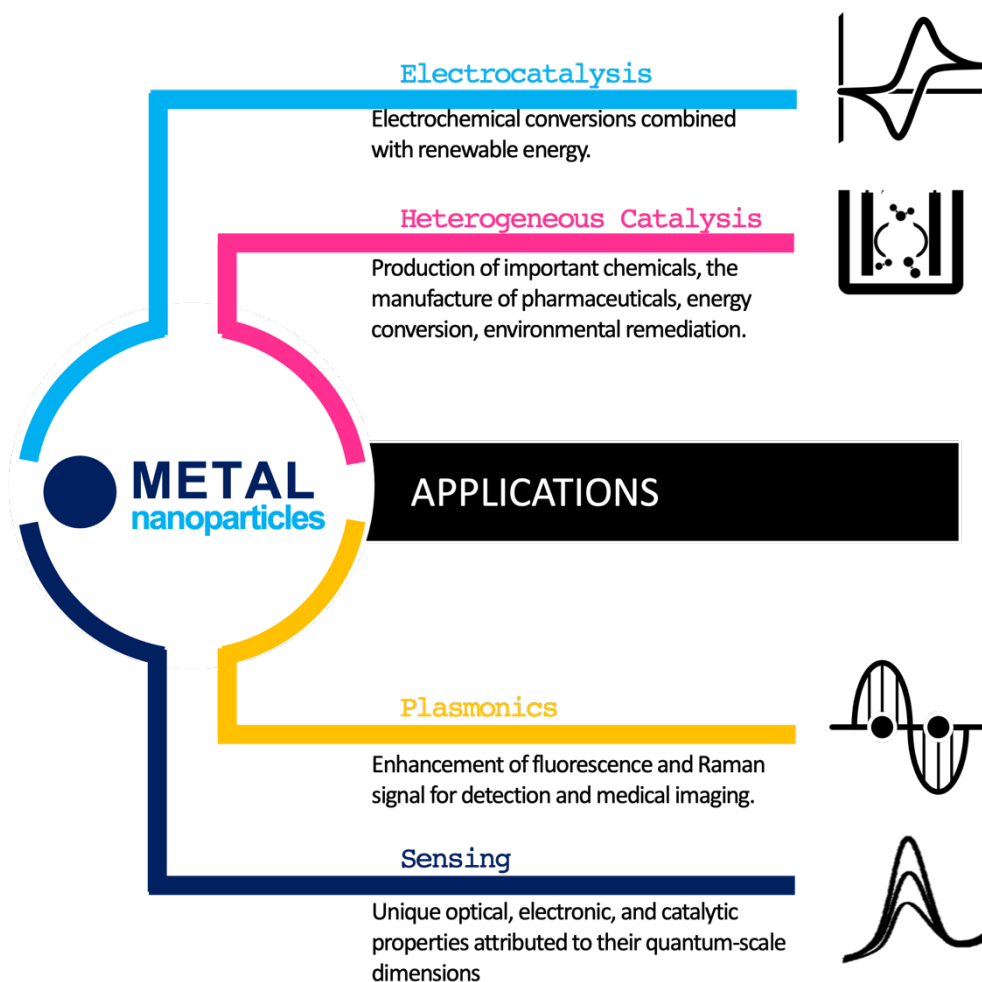 Electrocatalysis
Electrochemical conversions combined
with renewable energy.
Heterogeneous Catalysis
Production of important chemicals, the
manufacture of pharmaceuticals, energy
conversion, environmental remediation.
METAL
nanoparticles
APPLICATIONS
Plasmonics
Enhancement of fluorescence and Raman
signal for detection and medical imaging.
Sensing
Unique optical, electronic, and catalytic
properties attributed to their quantum-scale
dimensions